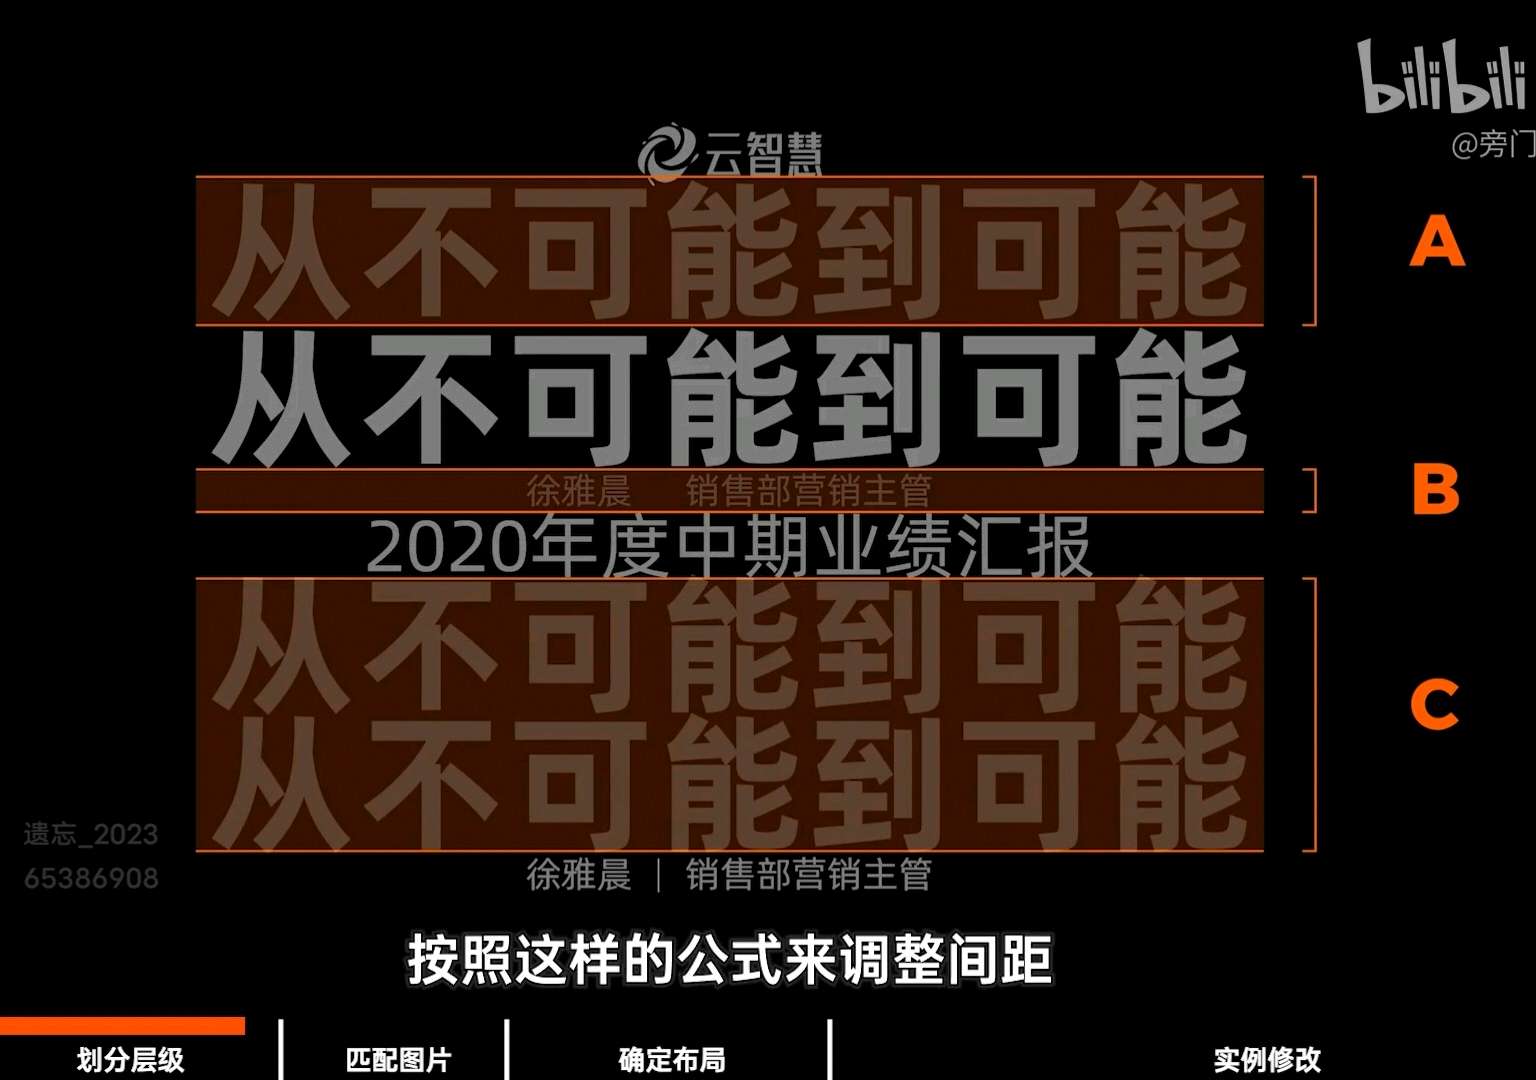 bilibili
@旁门
云智慧
从不可能到可能
A
从不可能到可能
徐雅晨 销售部营销主管
B
2020年度中期业绩汇报
从不可能到可能
C
从不可能到可能
遗忘_2023
65386908
徐雅晨 | 销售部营销主管
按照这样的公式来调整间距
划分层级 匹配图片 确定布局 实例修改